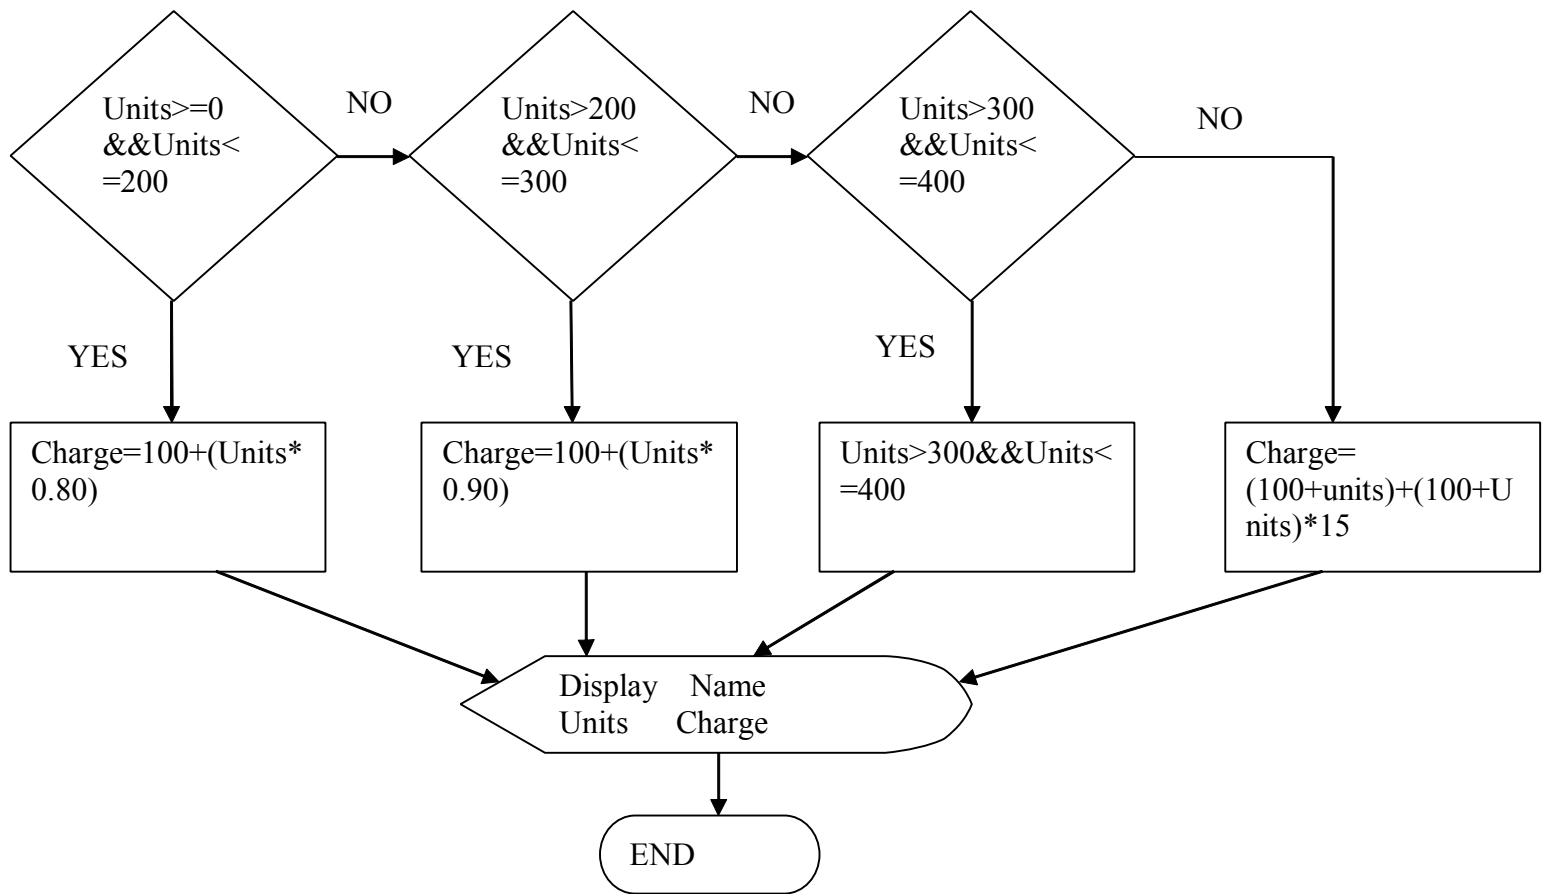 Units>=0
&&Units<
=200
NO
Units>200
&&Units<
=300
NO
Units>300
&&Units<
=400
NO
YES
YES
YES
Charge=100+(Units*
0.80)
Charge=100+(Units*
0.90)
Units>300&&Units<
=400
Charge=
(100+units)+(100+U
nits)*15
Display Name
Units Charge
END